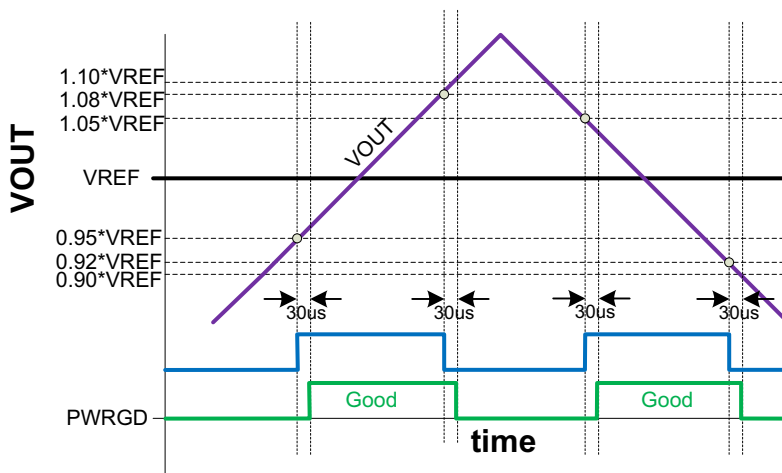 1.10*VREF
1.08*VREF
1.05*VREF
VOUT
VOUT
VREF
0.95*VREF
0.92*VREF
0.90*VREF
30us 30us 30us 30us
Good Good
PWRGD
time